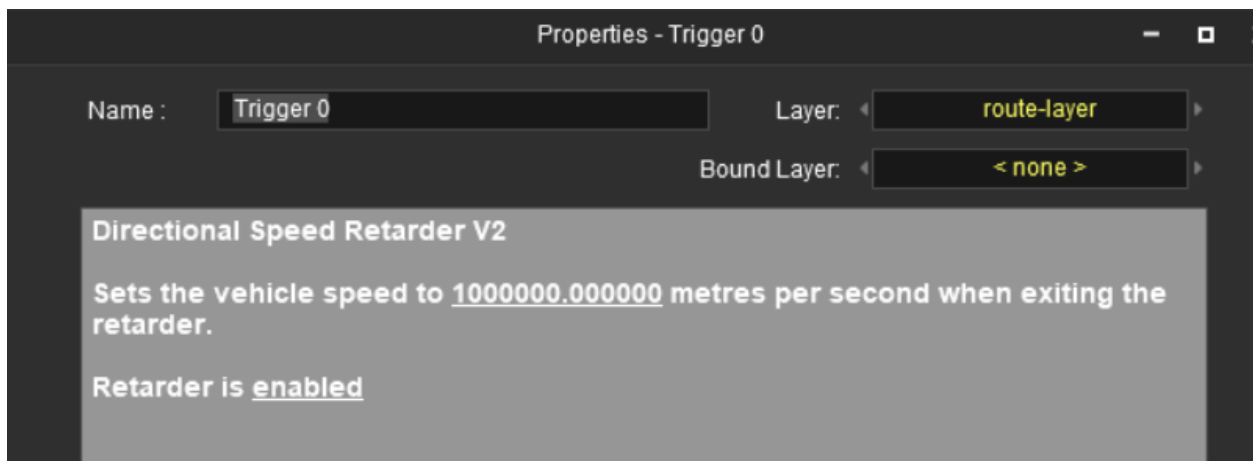 Properties - Trigger 0
Name : Trigger 0 Layer: route-layer
Bound Layer: < none >
Directional Speed Retarder V2
Sets the vehicle speed to 1000000.000000 metres per second when exiting the
retarder.
Retarder is enabled